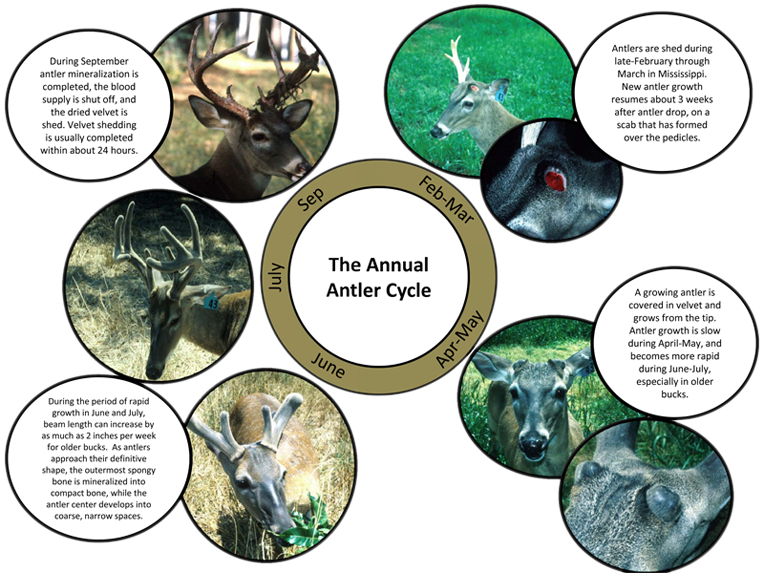 During September
antler mineralization is
completed, the blood
supply is shut off, and
the dried velvet is
shed. Velvet shedding
is usually completed
within about 24 hours.
Antlers are shed during
late-February through
March in Mississippi.
New antler growth
resumes about 3 weeks
after antler drop, on a
scab that has formed
over the pedicles.
Sep
Feb-Mar
July
The Annual
Antler Cycle
June
Apr-May
A growing antler is
covered in velvet and
grows from the tip.
Antler growth is slow
during April-May, and
becomes more rapid
during June-July,
especially in older
bucks.
During the period of rapid
growth in June and July,
beam length can increase by
as much as 2 inches per week
for older bucks. As antlers
approach their definitive
shape, the outermost spongy
bone is mineralized into
compact bone, while the
antler center develops into
coarse, narrow spaces.